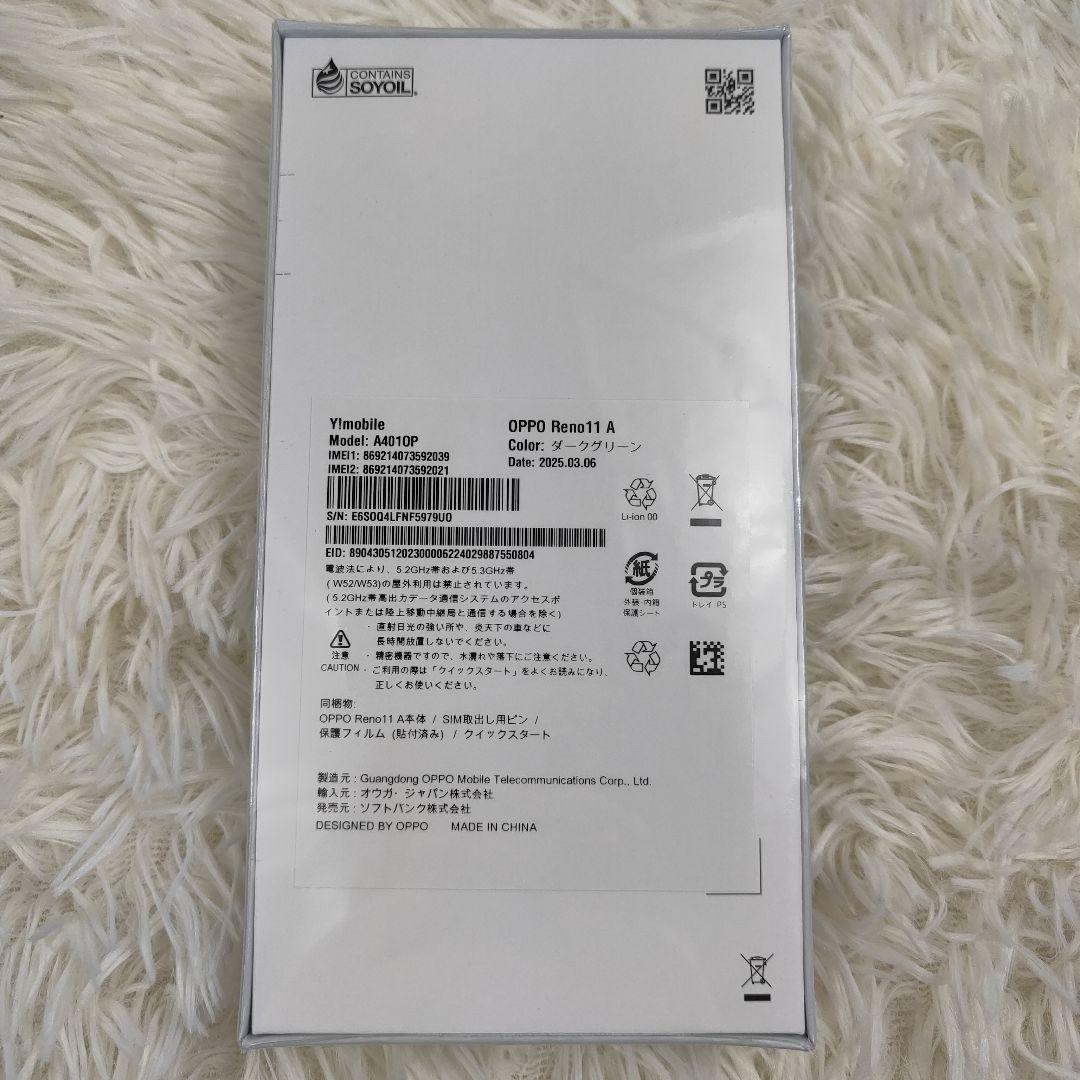 CONTAINS
SOYOIL
Y!mobile
Model: A401OP
IMEI1: 869214073592039
IMEI2: 869214073592021
S/N: E6SOQ4LFNF5979UO
EID: 89043051202300006224029887550804
OPPO Reno11 A
Color: ダークグリーン
Date: 2025.03.06
電波法により、5.2GHz帯および5.3GHz帯
( W52/W53)の屋外利用は禁止されています。
( 5.2GHz帯高出力データ通信システムのアクセスポ
イントまたは陸上移動中継局と通信する場合を除く)
注意
CAUTION
・直射日光の強い所や、炎天下の車などに
長時間放置しないでください。
・精密機器ですので、水濡れや落下にご注意ください。
・ご利用の際は「クイックスタート」をよくお読みになり、
正しくお使いください。
Li-ion 00
紙
個装箱
外装・内箱
保護シート
プラ
トレイ:PS
同梱物:
OPPO Reno11 A本体 / SIM取出し用ピン /
保護フィルム (貼付済み) / クイックスタート
製造元 : Guangdong OPPO Mobile Telecommunications Corp., Ltd.
輸入元 : オウガ・ジャパン株式会社
発売元 : ソフトバンク株式会社
DESIGNED BY OPPO MADE IN CHINA